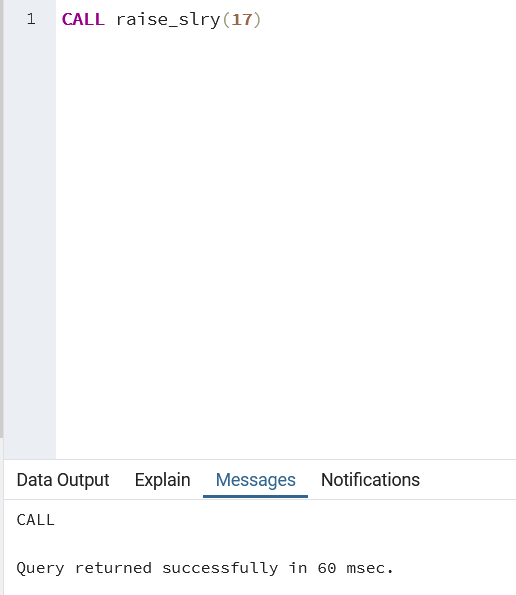 1 CALL raise_slry(17)
Data Output Explain Messages Notifications
CALL
Query returned successfully in 60 msec.